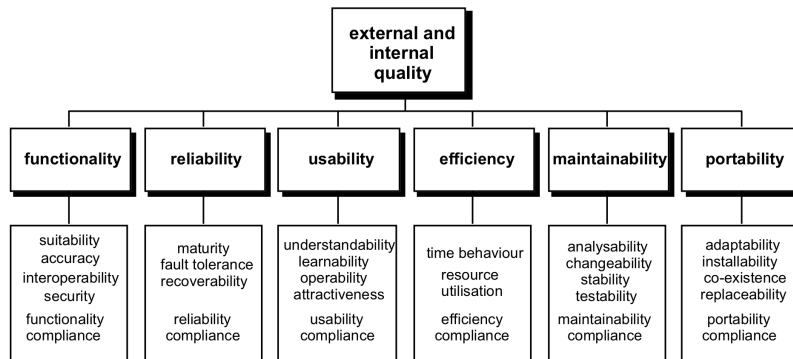 external and
internal
quality
functionality
reliability
usability
efficiency
maintainability
portability
suitability
accuracy
interoperability
security
functionality
compliance
maturity
fault tolerance
recoverability
reliability
compliance
understandability
learnability
operability
attractiveness
usability
compliance
time behaviour
resource
utilisation
efficiency
compliance
analysability
changeability
stability
testability
maintainability
compliance
adaptability
installability
co-existence
replaceability
portability
compliance